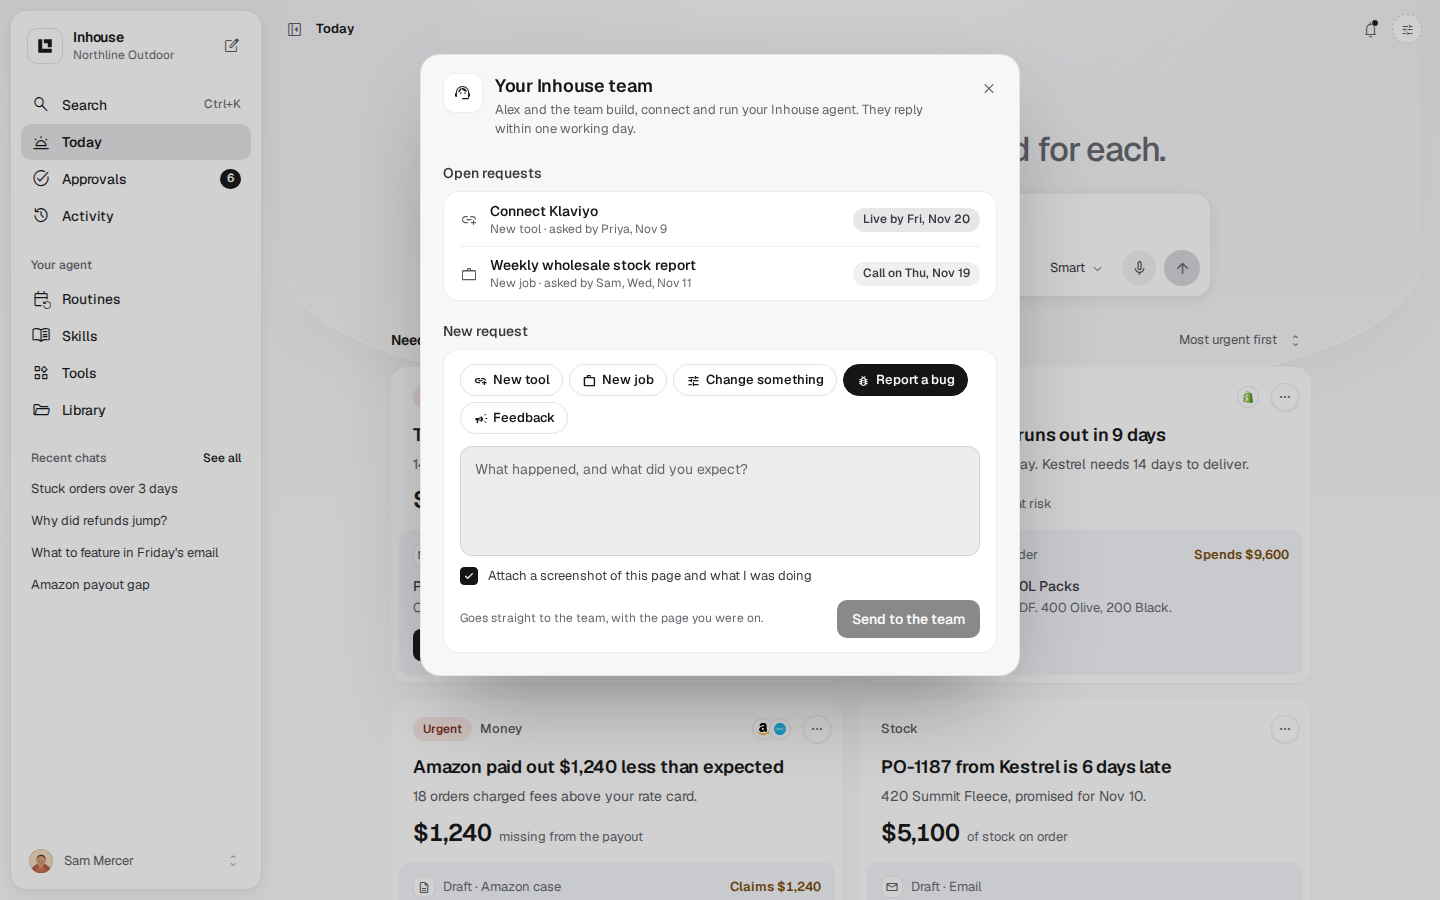 Inhouse
Northline Outdoor
Search
Ctrl+K
Today
Approvals
6
Activity
Your agent
Routines
Skills
Tools
Library
Recent chats
See all
Stuck orders over 3 days
Why did refunds jump?
What to feature in Friday's email
Amazon payout gap
Sam Mercer
Today
for each.
Smart
Most urgent first
Your Inhouse team
Alex and the team build, connect and run your Inhouse agent. They reply
within one working day.
Open requests
Connect Klaviyo
New tool · asked by Priya, Nov 9
Live by Fri, Nov 20
Weekly wholesale stock report
New job · asked by Sam, Wed, Nov 11
Call on Thu, Nov 19
New request
New tool
New job
Change something
Report a bug
Feedback
What happened, and what did you expect?
Attach a screenshot of this page and what I was doing
Goes straight to the team, with the page you were on.
Send to the team
runs out in 9 days
Kestrel needs 14 days to deliver.
risk
Spends $9,600
Packs
400 Olive, 200 Black.
Urgent
Money
Amazon paid out $1,240 less than expected
18 orders charged fees above your rate card.
$1,240 missing from the payout
Draft · Amazon case
Claims $1,240
Stock
PO-1187 from Kestrel is 6 days late
420 Summit Fleece, promised for Nov 10.
$5,100 of stock on order
Draft · Email